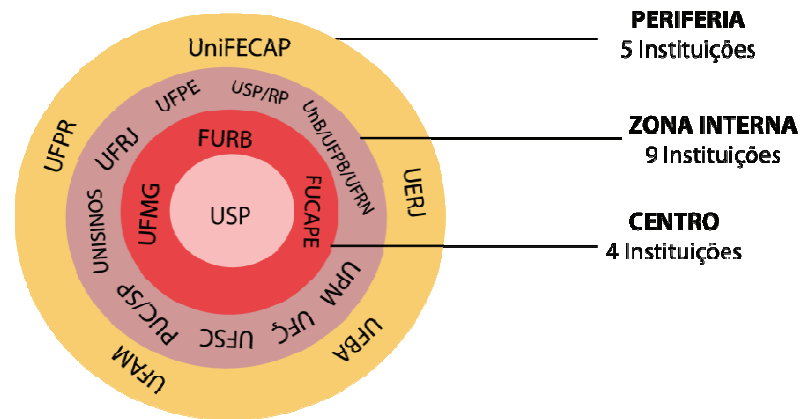 PERIFERIA
5 Instituições
ZONA INTERNA
9 Instituições
CENTRO
4 Instituições
UniFECAP
UFPR
UERJ
UFAM
UFBA
UFPE
USP/RP
UnB/UFPB/UFRN
UFRJ
UNISINOS
PUC/SP
UFSC
UFÇ
UPM
FURB
UFMG
FUCAPE
USP